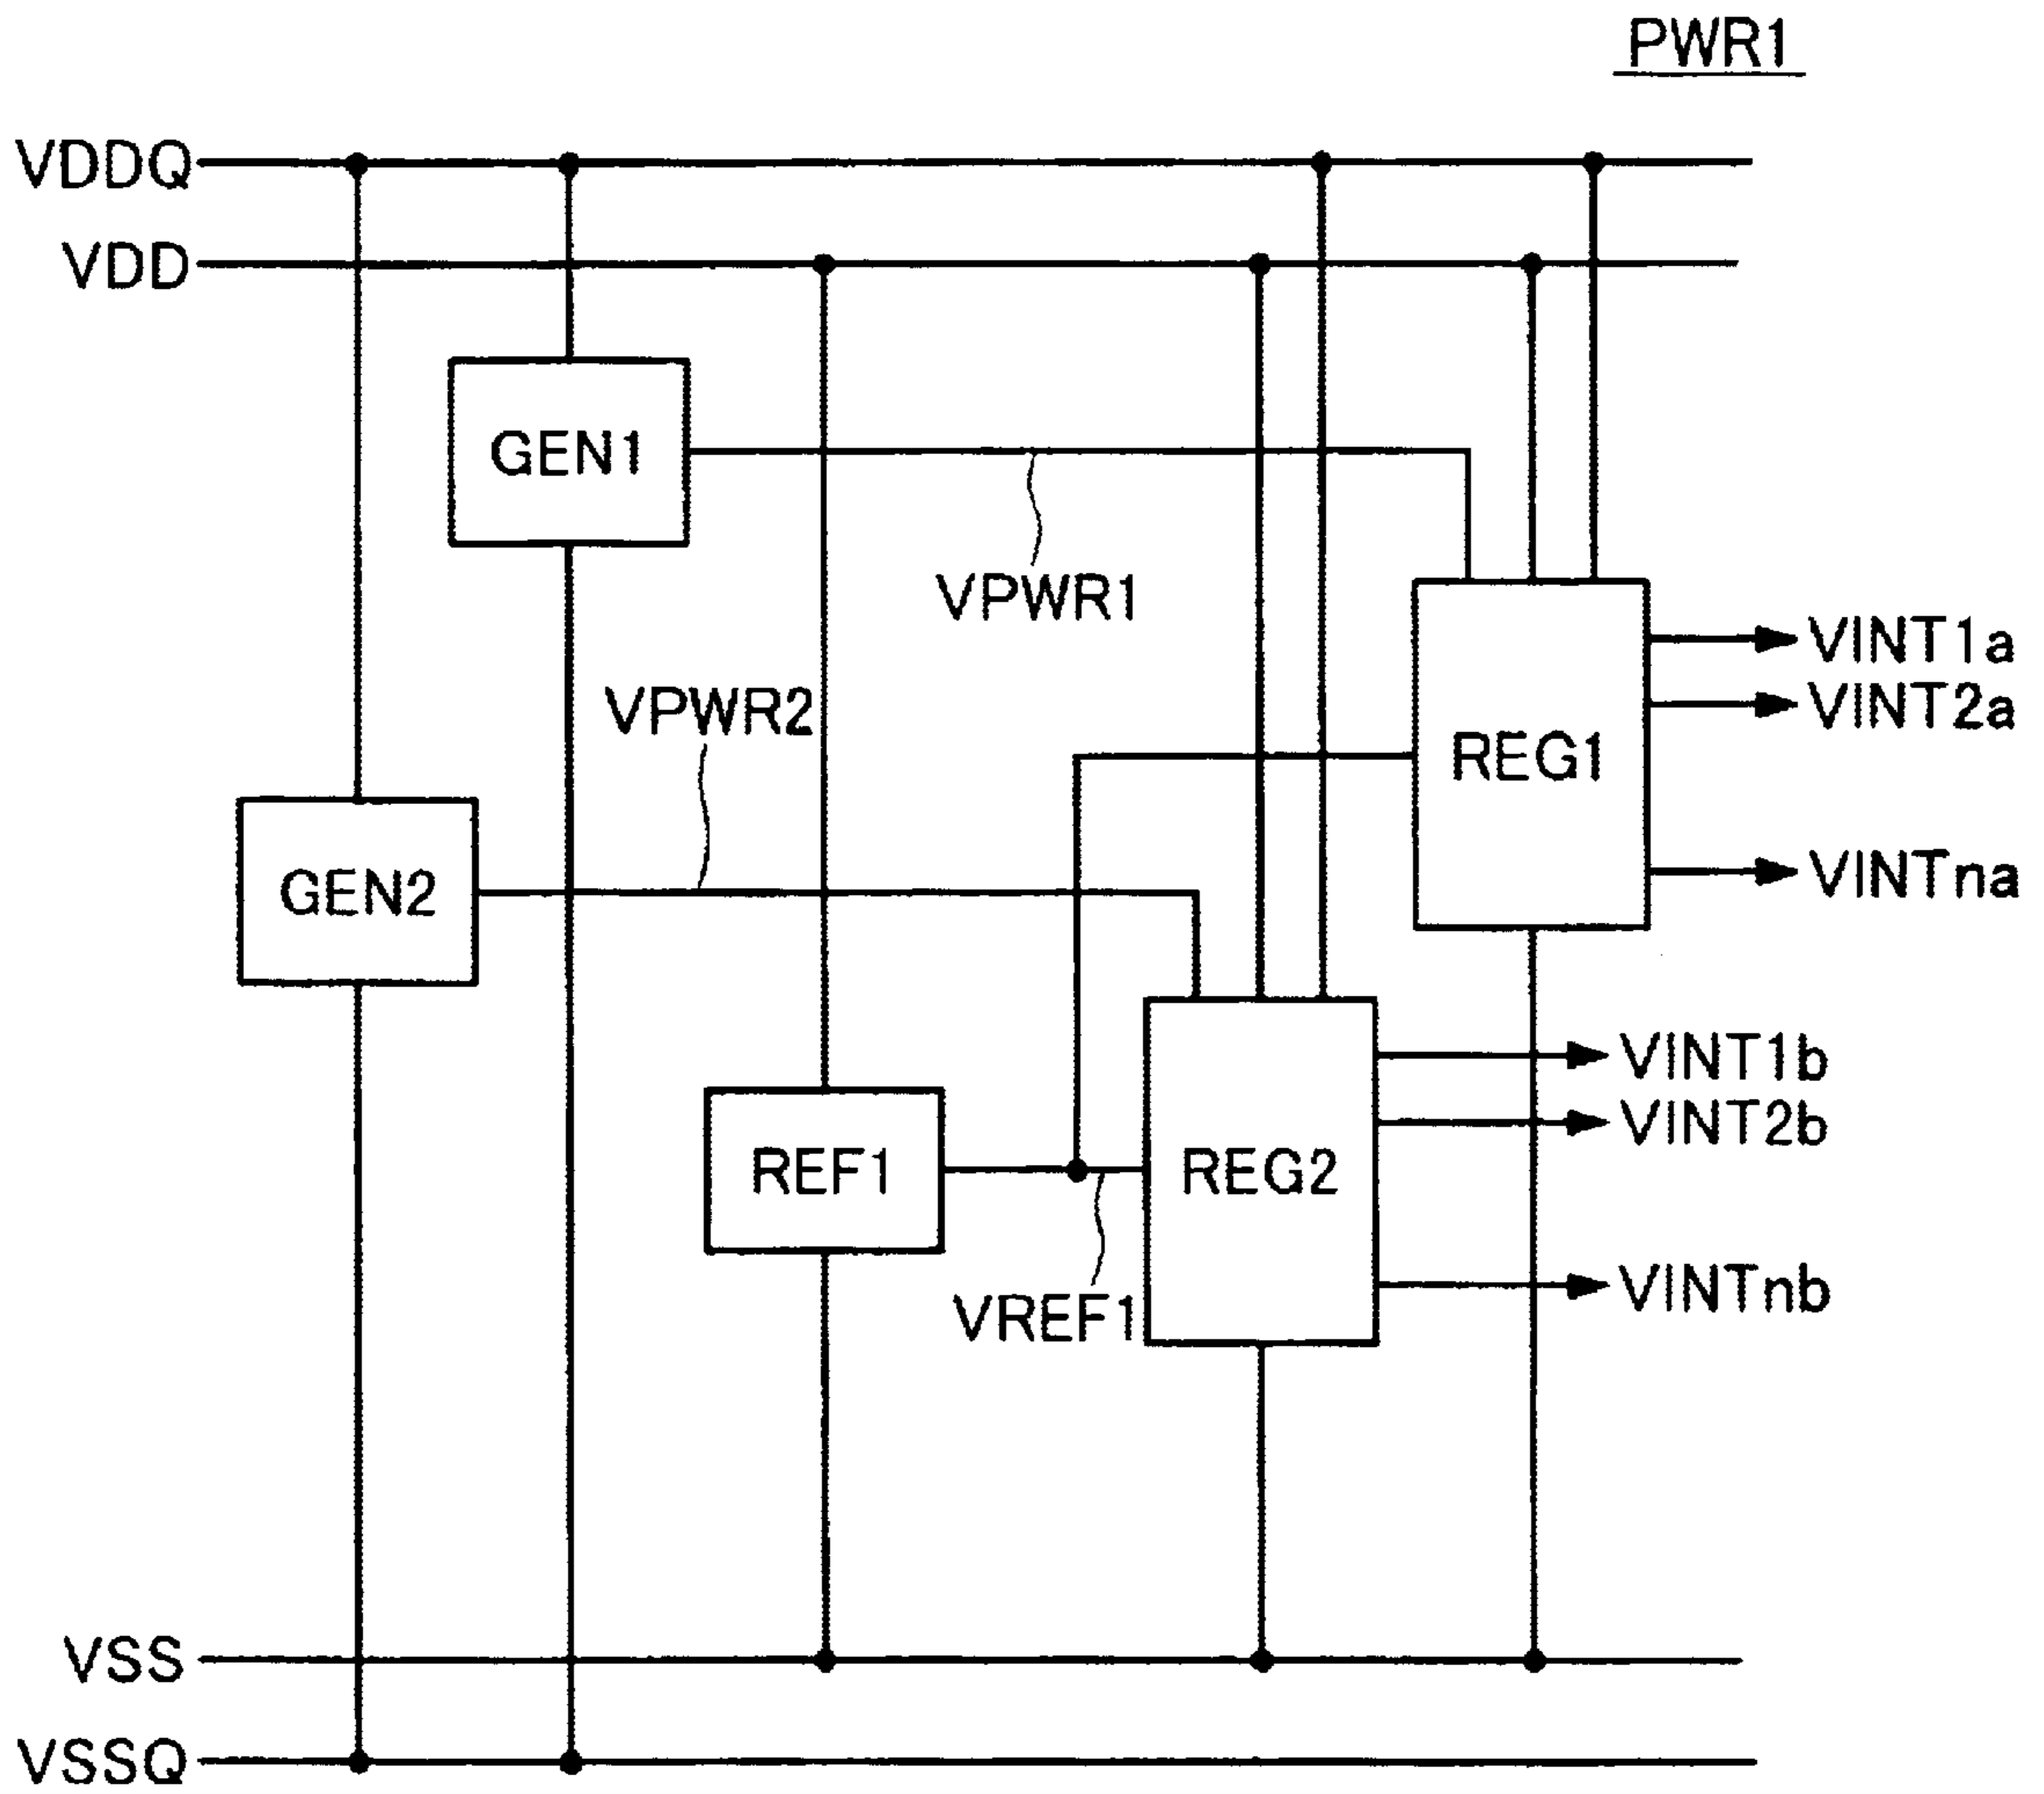 PWR1
VDDQ
VDD
GEN1
VPWR1
VINT1a
VPWR2
VINT2a
REG1
VINTna
GEN2
VINT1b
VINT2b
REF1
REG2
VINTnb
VREF1
VSS
VSSQ